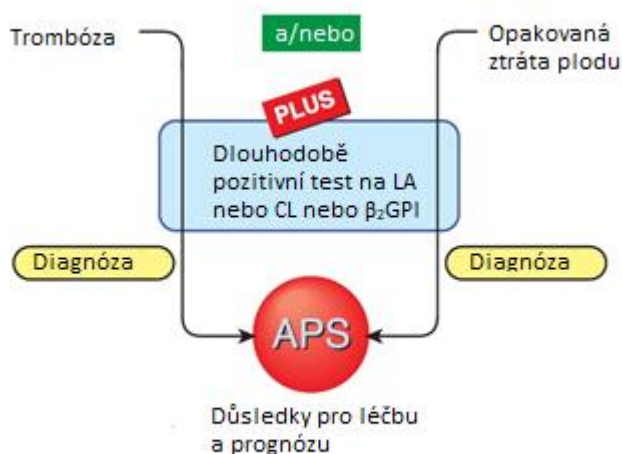 Trombóza
a/nebo
Opakovaná
ztráta plodu
PLUS
Dlouhodobě
pozitivní test na LA
nebo CL nebo β₂GPI
Diagnóza
Diagnóza
APS
Důsledky pro léčbu
a prognózu